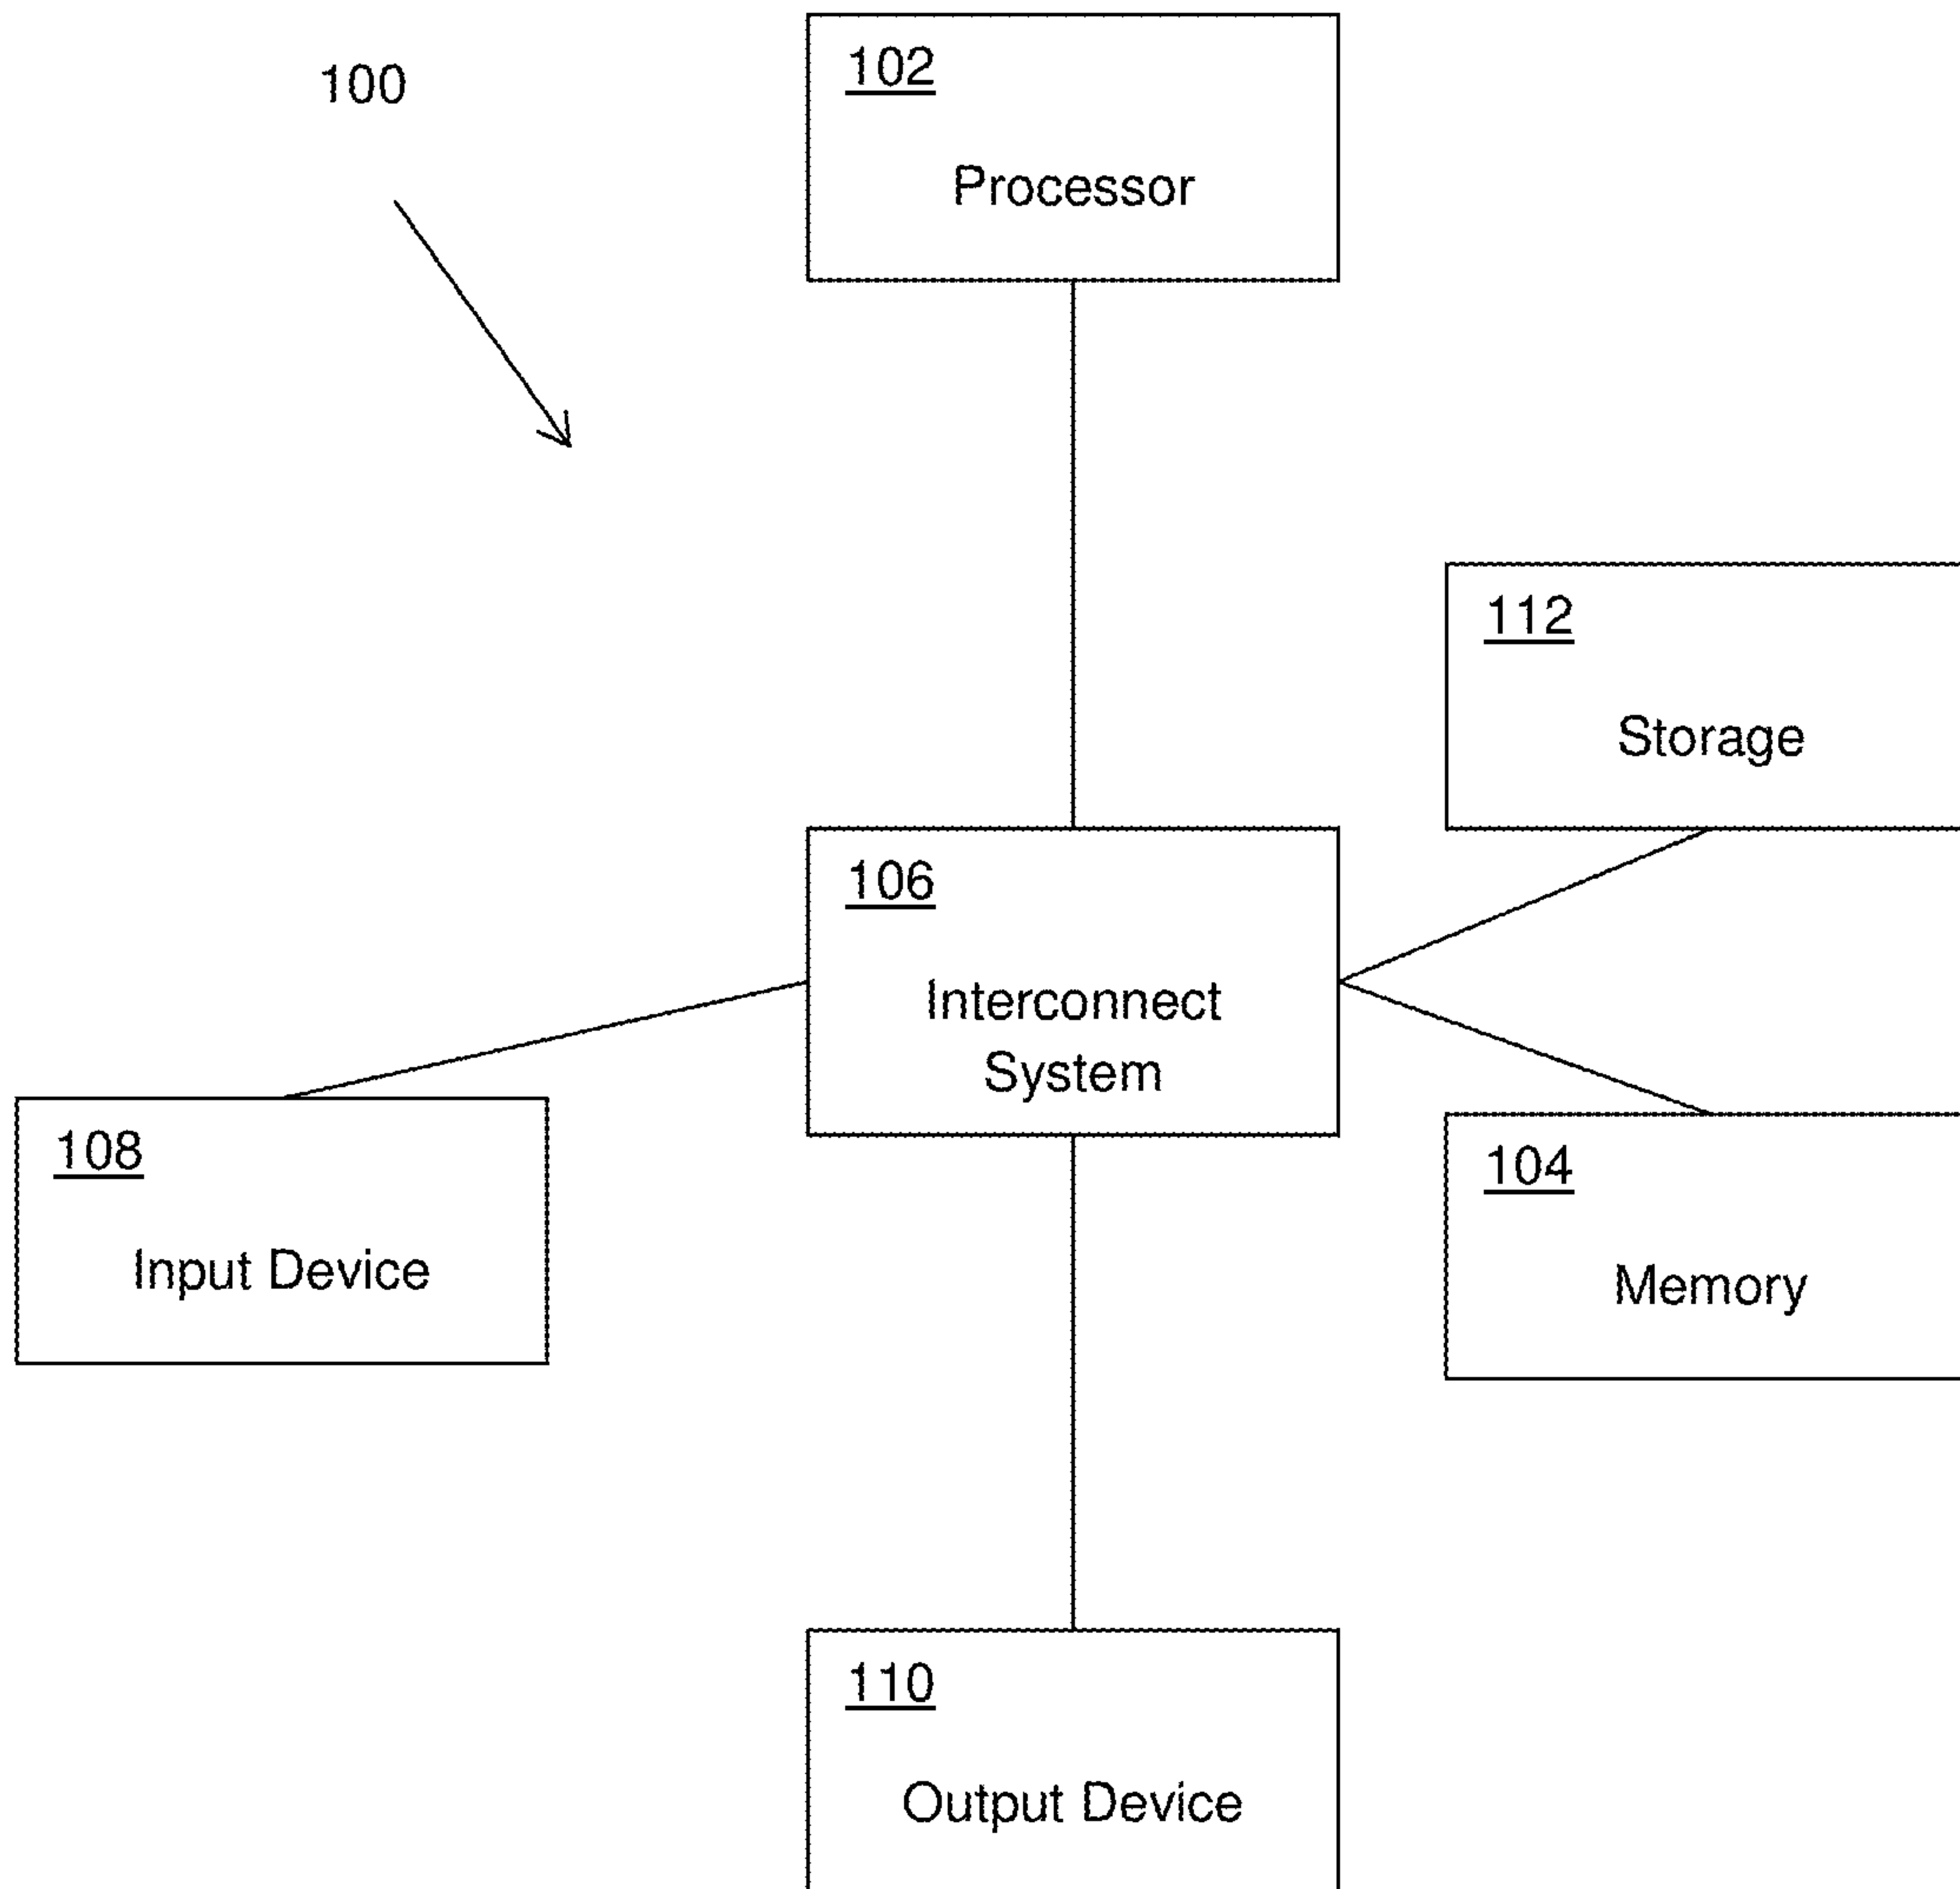 100
102
Processor
112
Storage
106
Interconnect
System
108
Input Device
104
Memory
110
Output Device